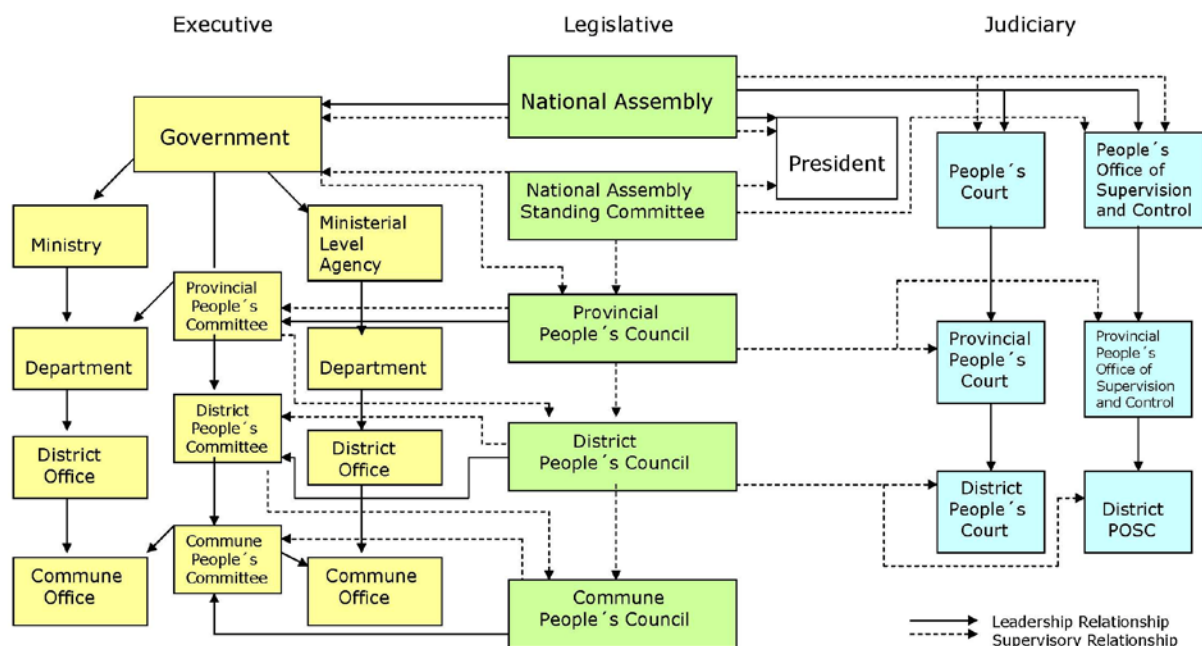 Executive
Legislative
Judiciary
National Assembly
Government
President
People´s
Court
People´s
Office of
Supervision
and Control
National Assembly
Standing Committee
Ministry
Ministerial
Level
Agency
Provincial
People´s
Committee
Provincial
People´s Council
Department
Department
Provincial
People´s
Court
Provincial
People´s
Office of
Supervision
and Control
District
People´s
Committee
District
Office
District
Office
District
People´s Council
District
People´s
Court
District
POSC
Commune
Office
Commune
People´s
Committee
Commune
Office
Commune
People´s Council
Leadership Relationship
Supervisory Relationship